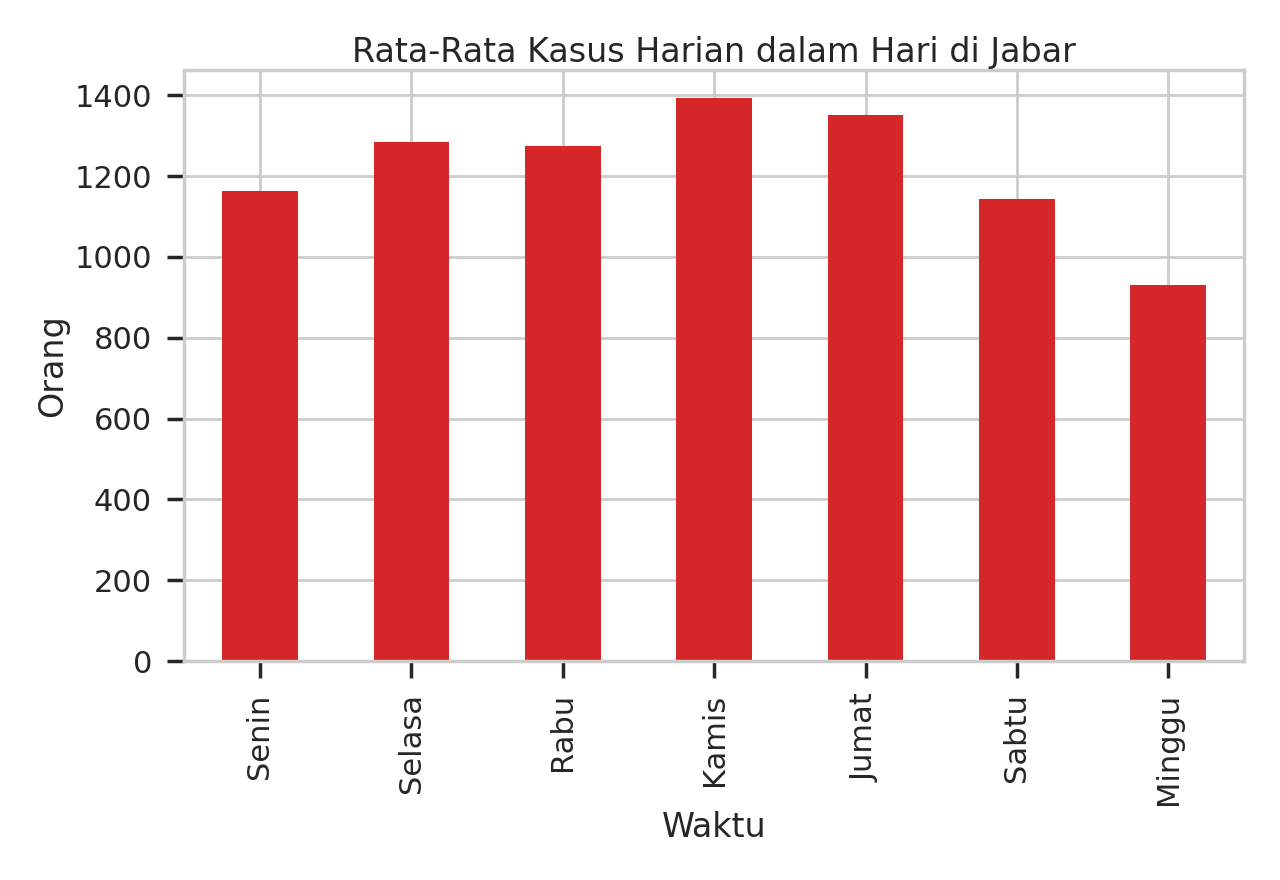 Rata-Rata Kasus Harian dalam Hari di Jabar
1400
1200
1000
800
600
400
200
0
Orang
Senin
Selasa
Rabu
Kamis
Jumat
Sabtu
Minggu
Waktu